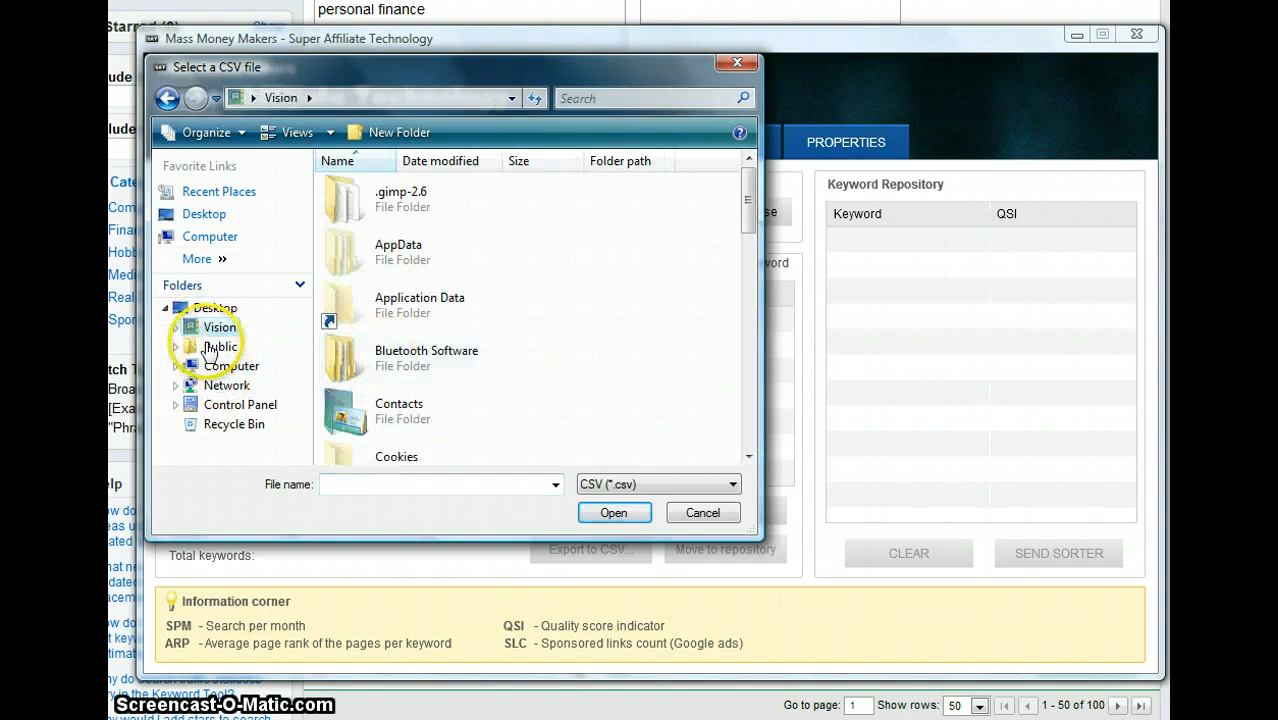 personal finance
Starred (0)
Show
Mass Money Makers - Super Affiliate Technology
Select a CSV file
Vision
Search
Organize
Views
New Folder
PROPERTIES
Favorite Links
Recent Places
Desktop
Computer
More »
Folders
Desktop
Vision
Public
Computer
Network
Control Panel
Recycle Bin
Name
Date modified
Size
Folder path
.gimp-2.6
File Folder
AppData
File Folder
Application Data
File Folder
Bluetooth Software
File Folder
Contacts
File Folder
Cookies
File name:
CSV (*.csv)
Open
Cancel
Keyword Repository
Keyword
QSI
Total keywords:
Export to CSV...
Move to repository
CLEAR
SEND SORTER
Information corner
SPM - Search per month
QSI - Quality score indicator
ARP - Average page rank of the pages per keyword
SLC - Sponsored links count (Google ads)
Go to page:
1
Show rows:
50
1 - 50 of 100
Screencast-O-Matic.com